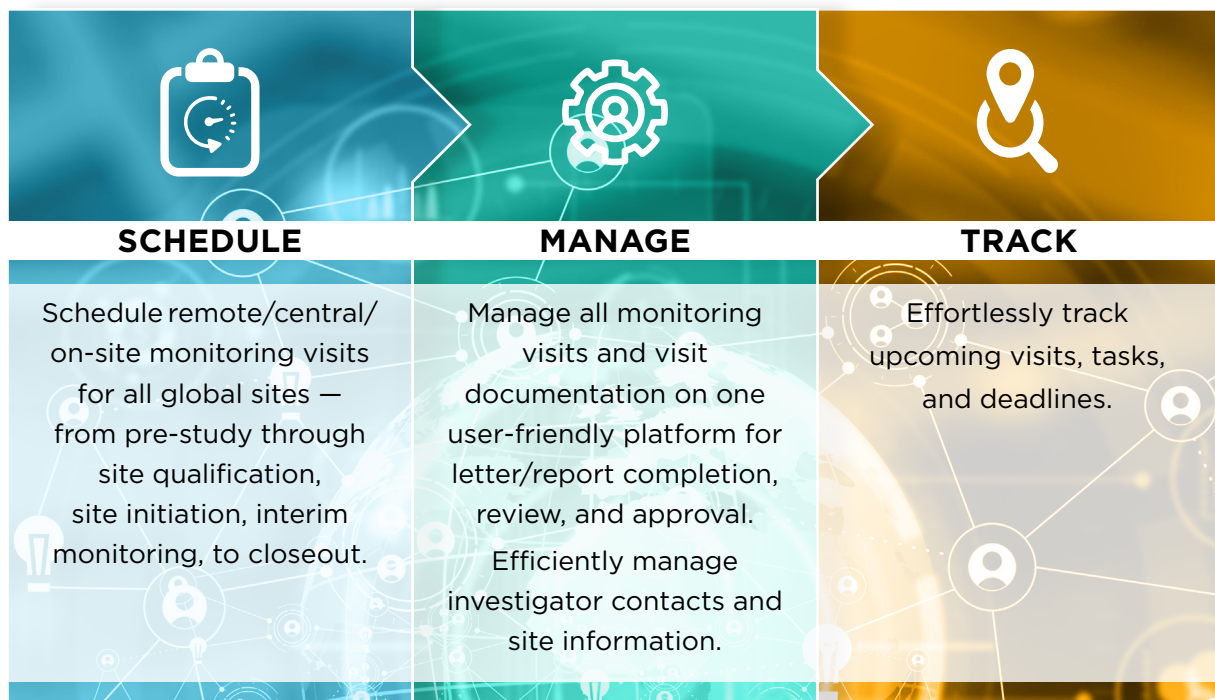 SCHEDULE
Schedule remote/central/
on-site monitoring visits
for all global sites —
from pre-study through
site qualification,
site initiation, interim
monitoring, to closeout.
MANAGE
Manage all monitoring
visits and visit
documentation on one
user-friendly platform for
letter/report completion,
review, and approval.
Efficiently manage
investigator contacts and
site information.
TRACK
Effortlessly track
upcoming visits, tasks,
and deadlines.